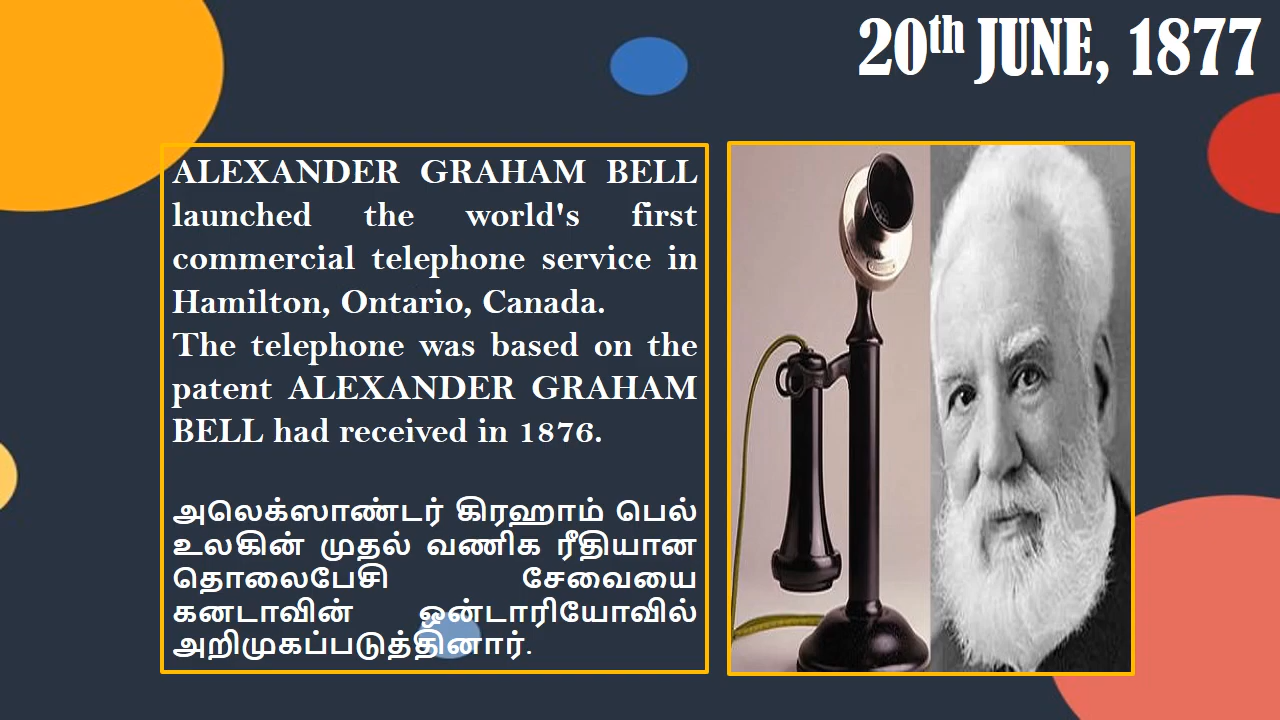 20th JUNE, 1877
ALEXANDER GRAHAM BELL
launched the world's first
commercial telephone service in
Hamilton, Ontario, Canada.
The telephone was based on the
patent ALEXANDER GRAHAM
BELL had received in 1876.
அலெக்ஸாண்டர் கிரஹாம் பெல்
உலகின் முதல் வணிக ரீதியான
தொலைபேசி சேவையை
கனடாவின் ஒன்டாரியோவில்
அறிமுகப்படுத்தினார்.